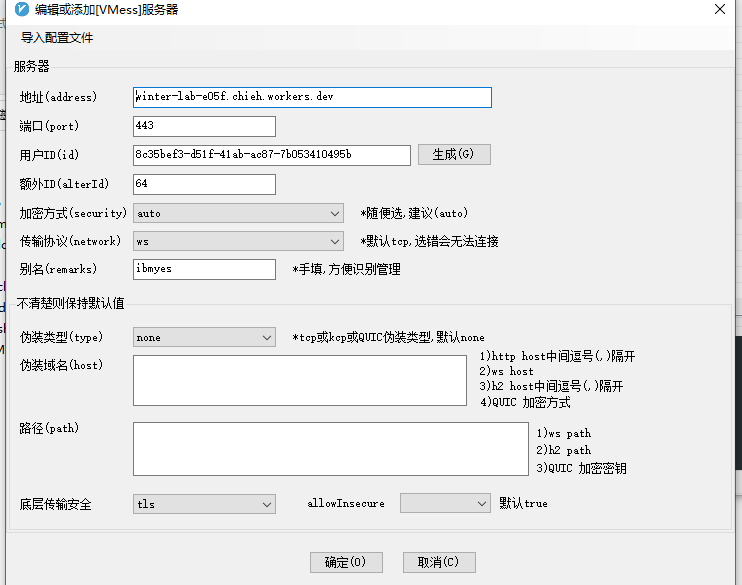 编辑或添加[VMess]服务器
导入配置文件
服务器
地址(address) winter-lab-e05f.chieh.workers.dev
端口(port) 443
用户ID(id) 8c35bef3-d51f-41ab-ac87-7b053410495b 生成(G)
额外ID(alterId) 64
加密方式(security) auto *随便选,建议(auto)
传输协议(network) ws *默认tcp,选错会无法连接
别名(remarks) ibmyes *手填,方便识别管理
不清楚则保持默认值
伪装类型(type) none *tcp或kcp或QUIC伪装类型,默认none
伪装域名(host)
1)http host中间逗号(,)隔开
2)ws host
3)h2 host中间逗号(,)隔开
4)QUIC 加密方式
路径(path)
1)ws path
2)h2 path
3)QUIC 加密密钥
底层传输安全 tls allowInsecure 默认true
确定(O) 取消(C)